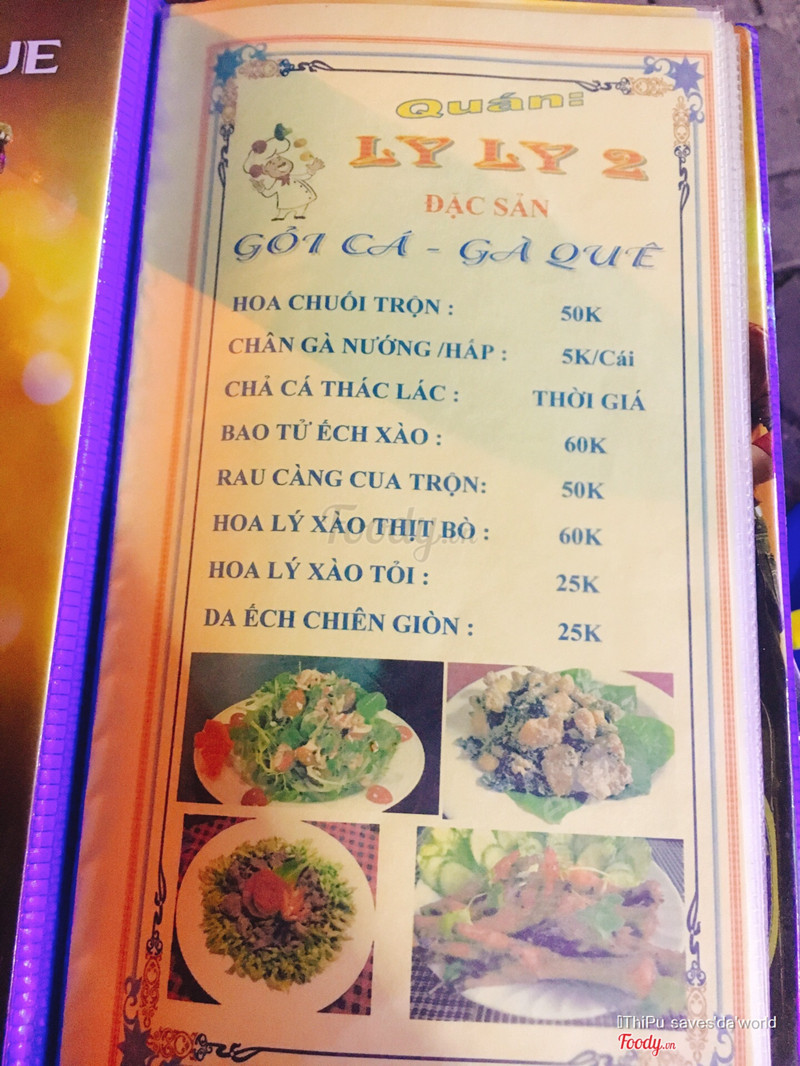 UE
Quán:
LY LY 2
ĐẶC SẢN
GỎI CÁ - GÀ QUÊ
HOA CHUỐI TRỘN : 50K
CHÂN GÀ NƯỚNG /HẤP : 5K/Cái
CHẢ CÁ THÁC LÁC : THỜI GIÁ
BAO TỬ ẾCH XÀO : 60K
RAU CÀNG CUA TRỘN: 50K
HOA LÝ XÀO THỊT BÒ : 60K
HOA LÝ XÀO TỎI : 25K
DA ẾCH CHIÊN GIÒN : 25K
Foody.vn
ThiPu saves'da'world
Foody.vn